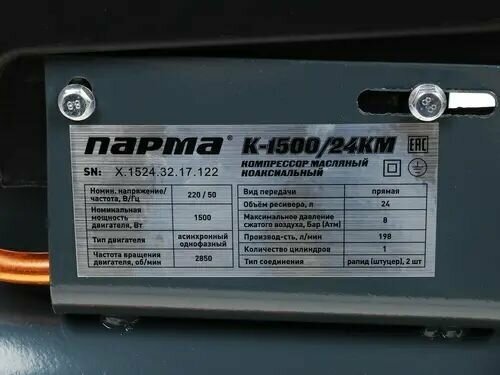 ПАРМА® К-1500/24КМ EAC
КОМПРЕССОР МАСЛЯНЫЙ
КОАКСИАЛЬНЫЙ
SN: X.1524.32.17.122
Номин. напряжение/
частота, В/Гц 220 / 50
Номинальная
мощность
двигателя, Вт 1500
Тип двигателя асинхронный
однофазный
Частота вращения
двигателя, об/мин 2850
Вид передачи прямая
Объём ресивера, л 24
Максимальное давление
сжатого воздуха, Бар (Атм) 8
Производ-сть, л/мин 198
Количество цилиндров 1
Тип соединения рапид (штуцер), 2 шт
8.8